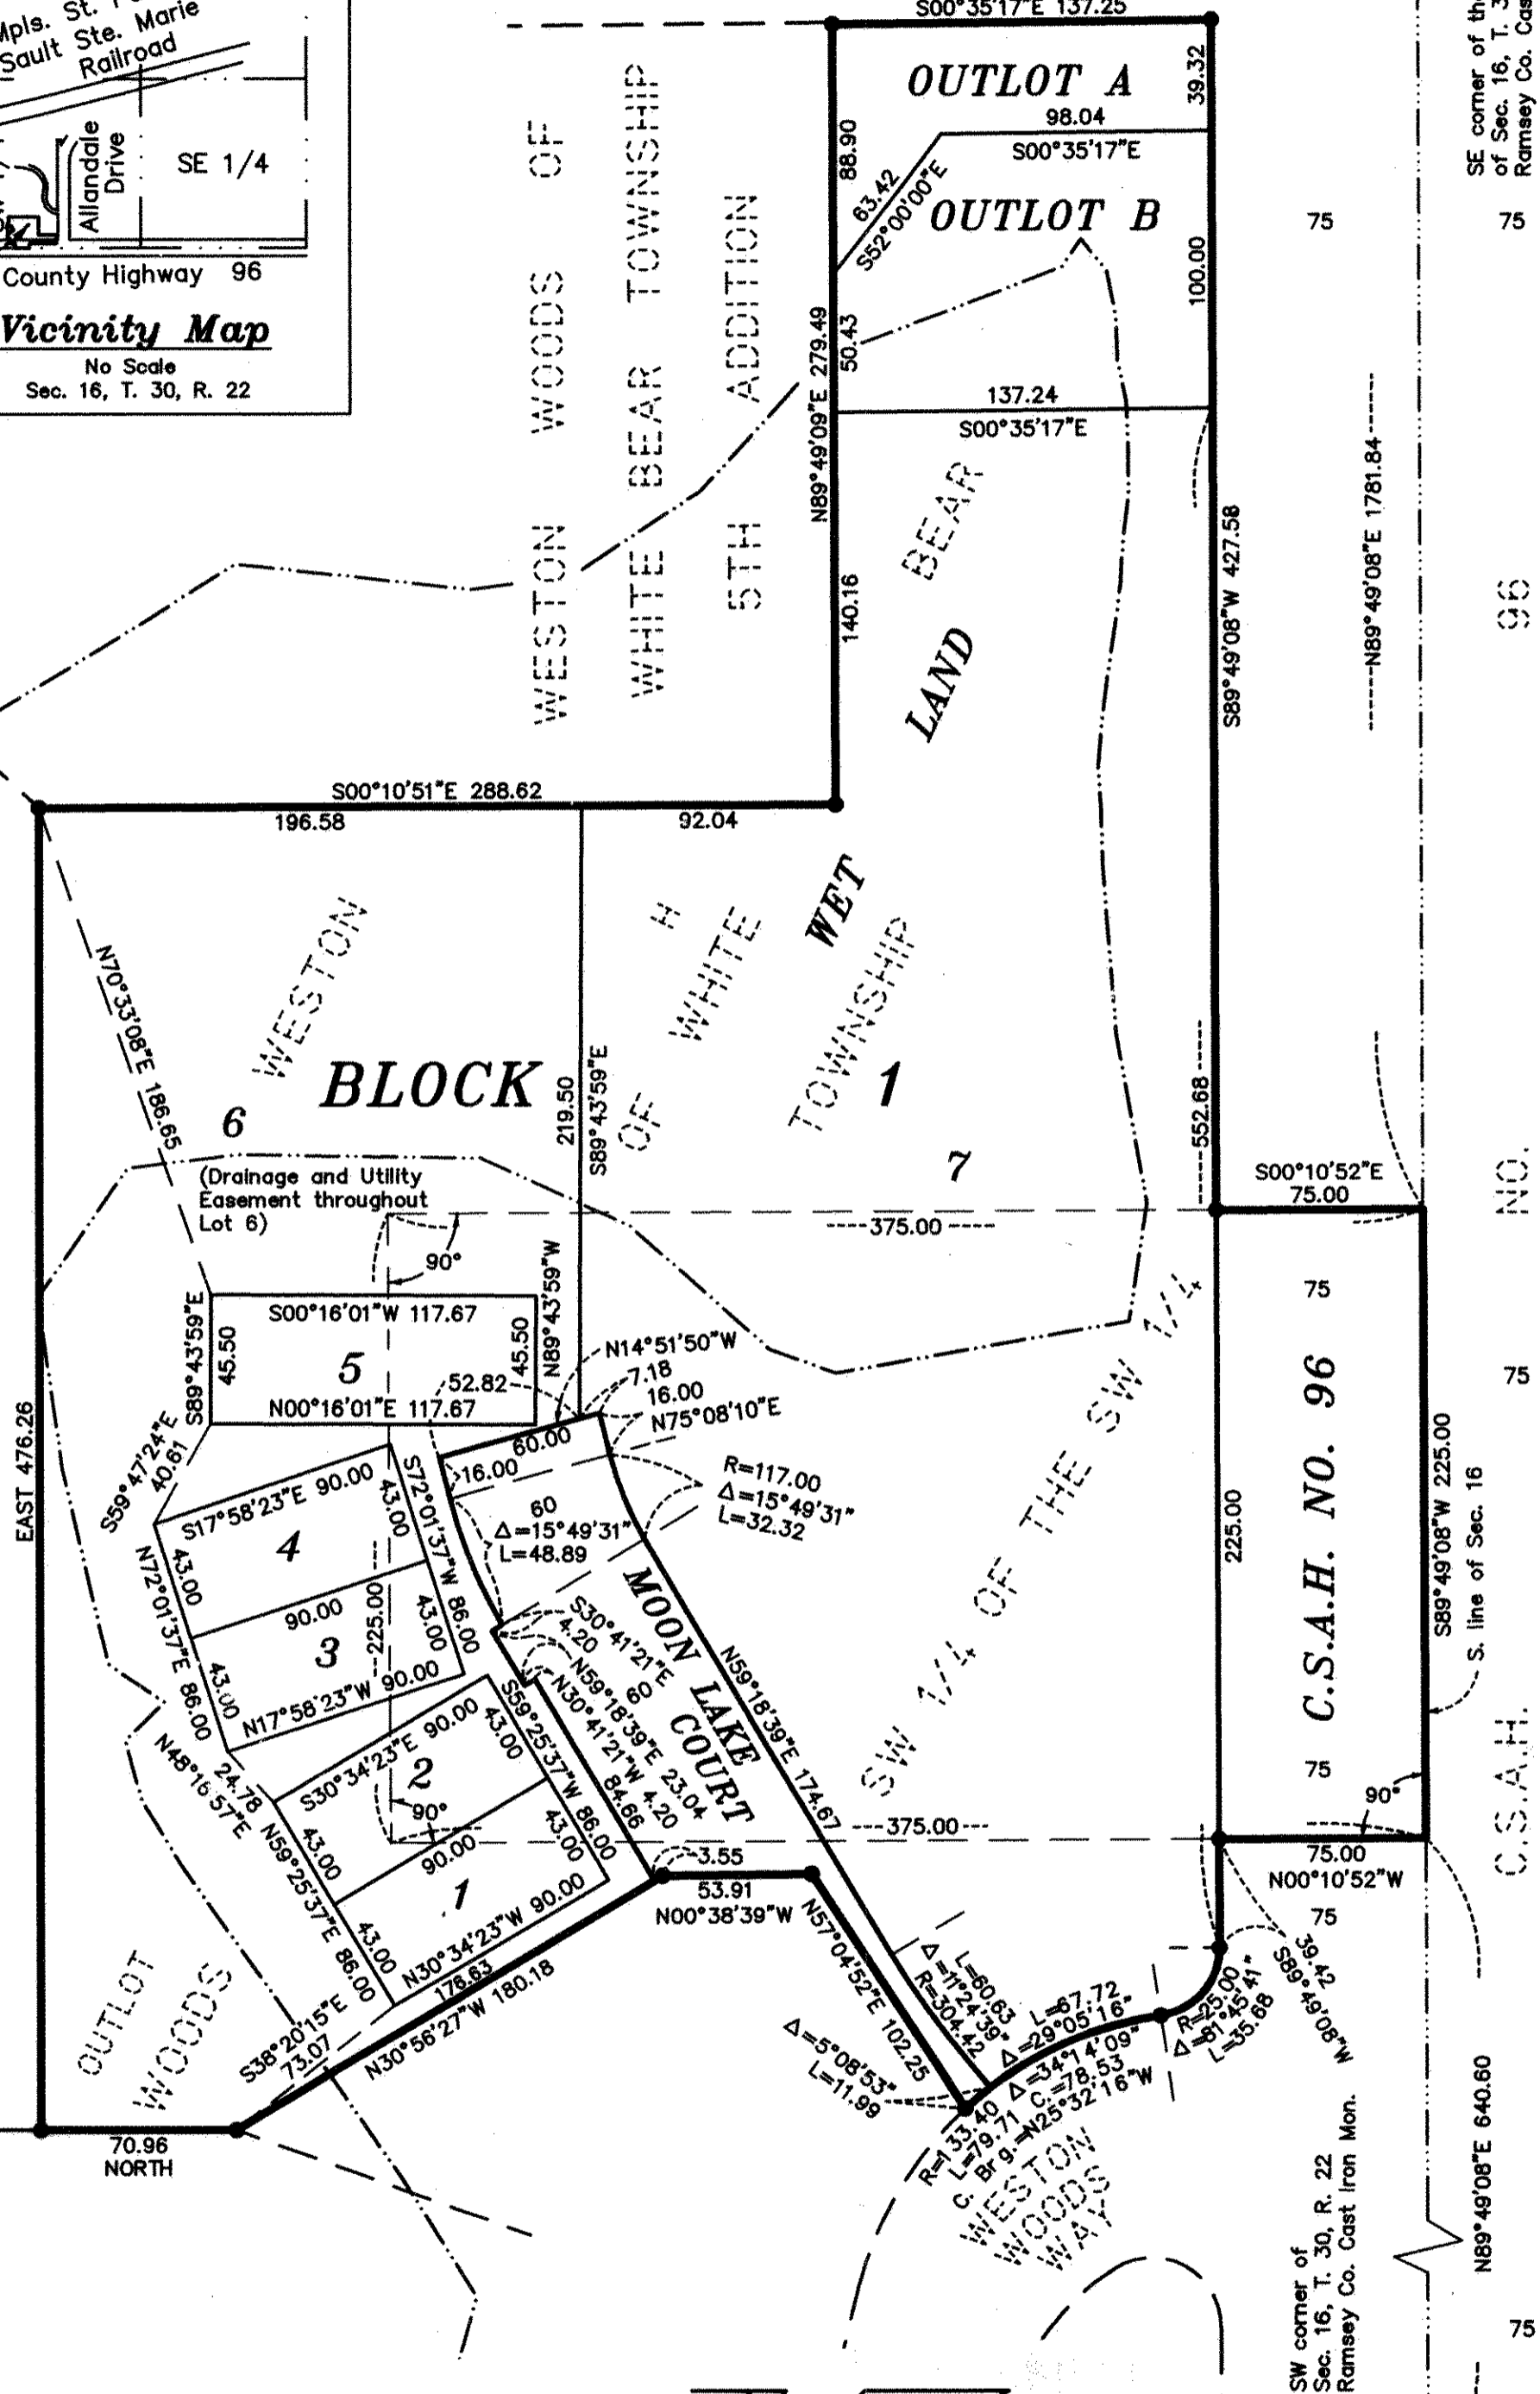 Mpls. St.
Sault Ste. Marie
Railroad
Allandale
Drive
SE 1/4
County Highway 96
Vicinity Map
No Scale
Sec. 16, T. 30, R. 22
WESTON WOODS OF
WHITE BEAR TOWNSHIP
5TH ADDITION
S00°35'17"E 137.25
OUTLOT A
39.32
88.90
98.04
S00°35'17"E
63.42
S52°00'00"E
OUTLOT B
100.00
N89°49'09"E 279.49
50.43
137.24
S00°35'17"E
140.16
BEAR
LAND
WET
S89°49'08"W 427.58
-----N89°49'08"E 1781.84-----
SE corner of the
of Sec. 16, T. 3
Ramsey Co. Cas
75
75
96
NO.
C.S.A.H.
S00°10'51"E 288.62
196.58
92.04
WESTON
H
WHITE
OF
TOWNSHIP
BLOCK
1
N70°33'08"E 186.65
6
(Drainage and Utility
Easement throughout
Lot 6)
219.50
S89°43'59"E
7
----552.68----
S00°10'52"E
75.00
----375.00----
90°
S00°16'01"W 117.67
S89°43'59"E
45.50
5
45.50
N89°43'59"W
N00°16'01"E 117.67
52.82
N14°51'50"W
7.18
16.00
N75°08'10"E
60.00
16.00
R=117.00
Δ=15°49'31"
L=32.32
60
Δ=15°49'31"
L=48.89
EAST 476.26
S59°47'24"E
40.61
S17°58'23"E 90.00
4
43.00
43.00
S72°01'37"W 86.00
N72°01'37"E 86.00
90.00
3
43.00
43.00
N17°58'23"W 90.00
---225.00---
N48°16'57"E
24.78
S30°34'23"E 90.00
2
43.00
43.00
S59°25'37"W 86.00
N59°25'37"E 86.00
90°
90.00
1
43.00
43.00
N30°34'23"W 90.00
S30°41'21"E
4.20
60
N59°18'39"E 23.04
N30°41'21"W 4.20
84.66
MOON LAKE
COURT
N59°18'39"E 174.67
SW 1/4 OF THE SW 1/4
225.00
75
C.S.A.H. NO. 96
75
S89°49'08"W 225.00
S. line of Sec. 16
75
90°
---375.00---
75.00
N00°10'52"W
75
3.55
53.91
N00°38'39"W
178.63
N30°56'27"W 180.18
S38°20'15"E
73.07
OUTLOT
WOODS
70.96
NORTH
N57°04'52"E 102.25
L=60.63
Δ=11°24'39"
R=304.42
L=67.72
Δ=29°05'16"
Δ=34°14'09"
C.=78.53
R=133.40
L=79.71
C. Brg.=N25°32'16"W
Δ=5°08'53"
L=11.99
39.42
S89°49'08"W
R=25.00
Δ=81°45'41"
L=35.68
WESTON
WOODS
WAY
SW corner of
Sec. 16, T. 30, R. 22
Ramsey Co. Cast Iron Mon.
N89°49'08"E 640.60
75